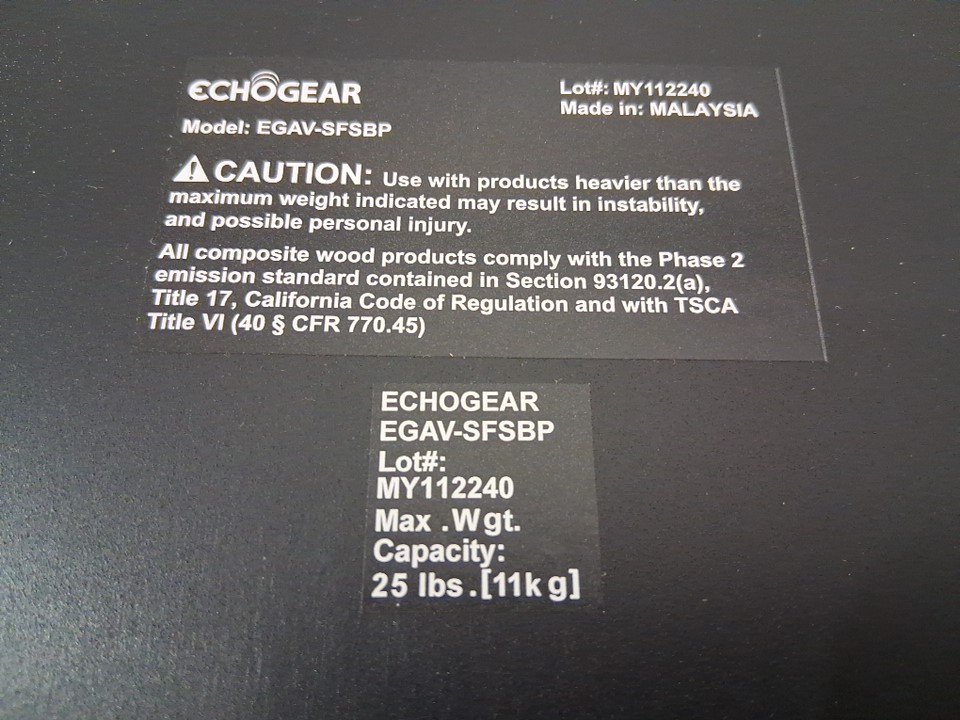 ECHOGEAR
Lot#: MY112240
Made in: MALAYSIA
Model: EGAV-SFSBP
CAUTION: Use with products heavier than the
maximum weight indicated may result in instability,
and possible personal injury.
All composite wood products comply with the Phase 2
emission standard contained in Section 93120.2(a),
Title 17, California Code of Regulation and with TSCA
Title VI (40 § CFR 770.45)
ECHOGEAR
EGAV-SFSBP
Lot#:
MY112240
Max .Wgt.
Capacity:
25 lbs.[11kg]